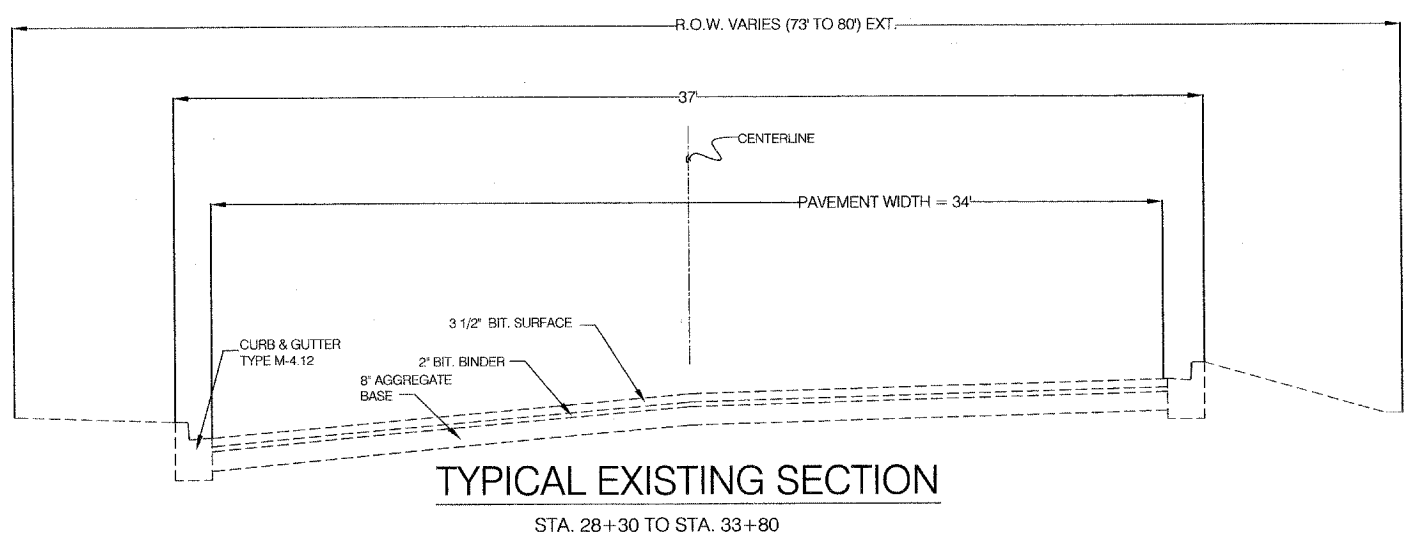 R.O.W. VARIES (73' TO 80') EXT.
37'
CENTERLINE
PAVEMENT WIDTH = 34'
3 1/2" BIT. SURFACE
CURB & GUTTER
TYPE M-4.12
2" BIT. BINDER
8" AGGREGATE
BASE
TYPICAL EXISTING SECTION
STA. 28+30 TO STA. 33+80